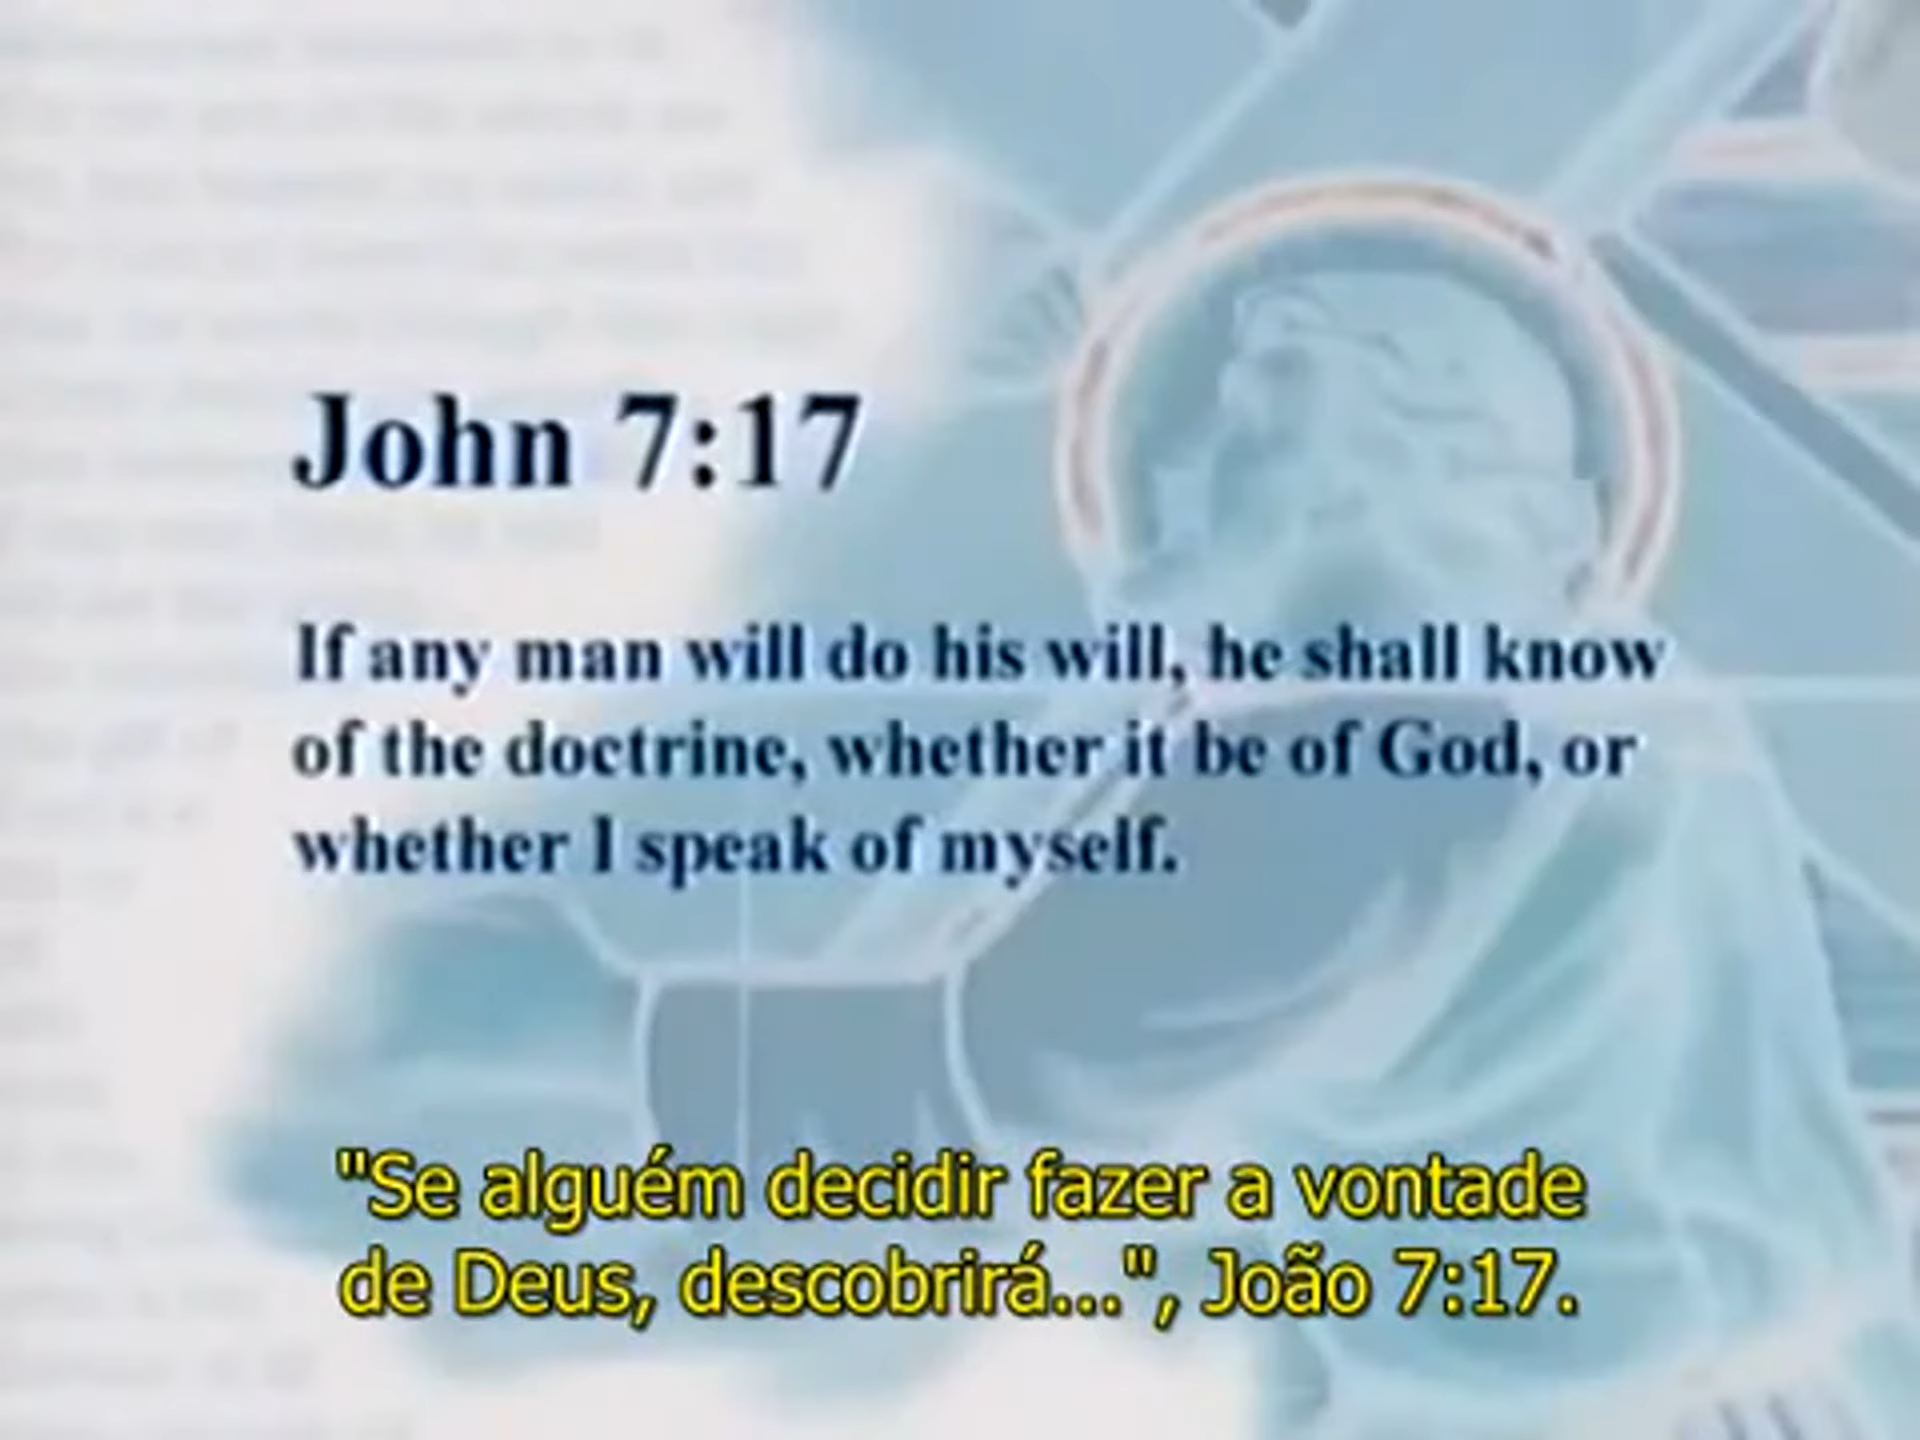 John 7:17
If any man will do his will, he shall know
of the doctrine, whether it be of God, or
whether I speak of myself.
"Se alguém decidir fazer a vontade
de Deus, descobrirá...", João 7:17.